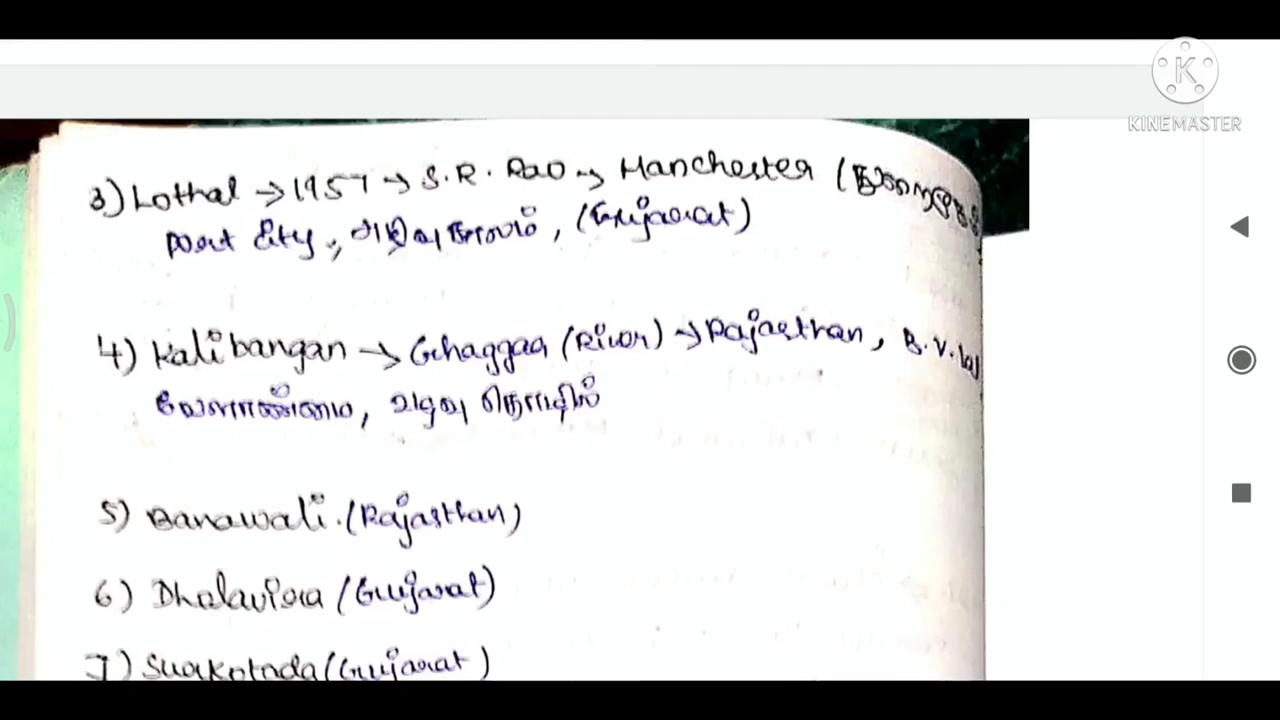 KINEMASTER
3) Lothal → 1957 → S.R. Rao → Manchester (
port City, , (Gujarat)
4) Kalibangan → Ghaggar (River) → Rajasthan, B.V.
வேளாண்மை, வடிவு தொழில்
5) Banawali. (Rajasthan)
6) Dholavira (Gujarat)
7) Surkotada (Gujarat)